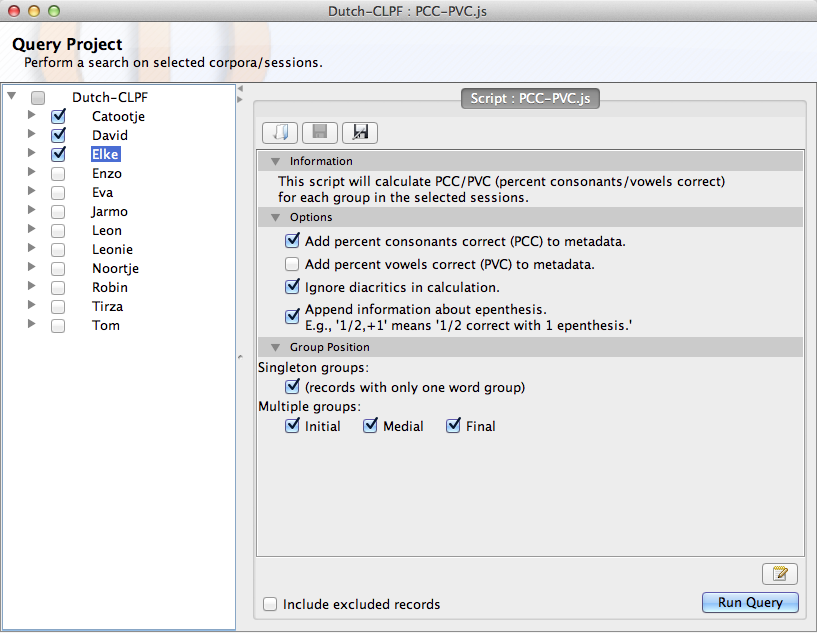 Dutch-CLPF : PCC-PVC.js
Query Project
Perform a search on selected corpora/sessions.
Dutch-CLPF
Catootje
David
Elke
Enzo
Eva
Jarmo
Leon
Leonie
Noortje
Robin
Tirza
Tom
Script : PCC-PVC.js
Information
This script will calculate PCC/PVC (percent consonants/vowels correct)
for each group in the selected sessions.
Options
Add percent consonants correct (PCC) to metadata.
Add percent vowels correct (PVC) to metadata.
Ignore diacritics in calculation.
Append information about epenthesis.
E.g., '1/2,+1' means '1/2 correct with 1 epenthesis.'
Group Position
Singleton groups:
(records with only one word group)
Multiple groups:
Initial Medial Final
Include excluded records
Run Query